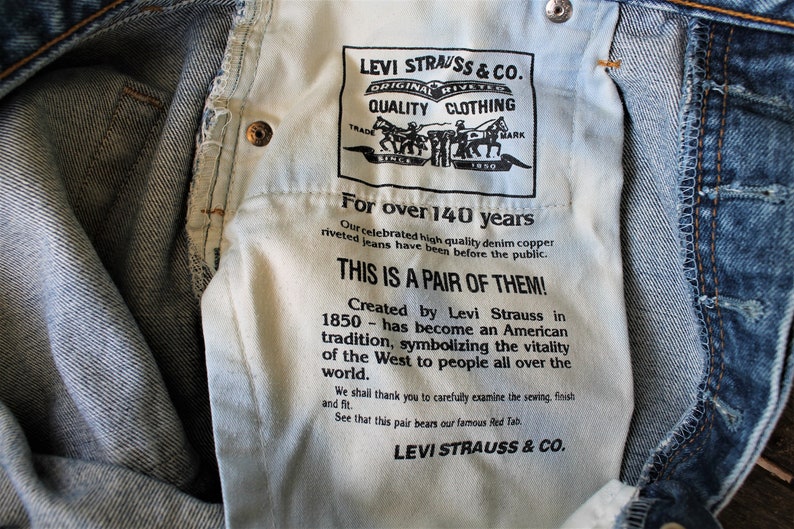 LEVI STRAUSS & CO.
ORIGINAL RIVETED
QUALITY CLOTHING
TRADE MARK
SINCE 1850
For over 140 years
Our celebrated high quality denim copper
riveted jeans have been before the public.
THIS IS A PAIR OF THEM!
Created by Levi Strauss in
1850 - has become an American
tradition, symbolizing the vitality
of the West to people all over the
world.
We shall thank you to carefully examine the sewing, finish
and fit.
See that this pair bears our famous Red Tab.
LEVI STRAUSS & CO.